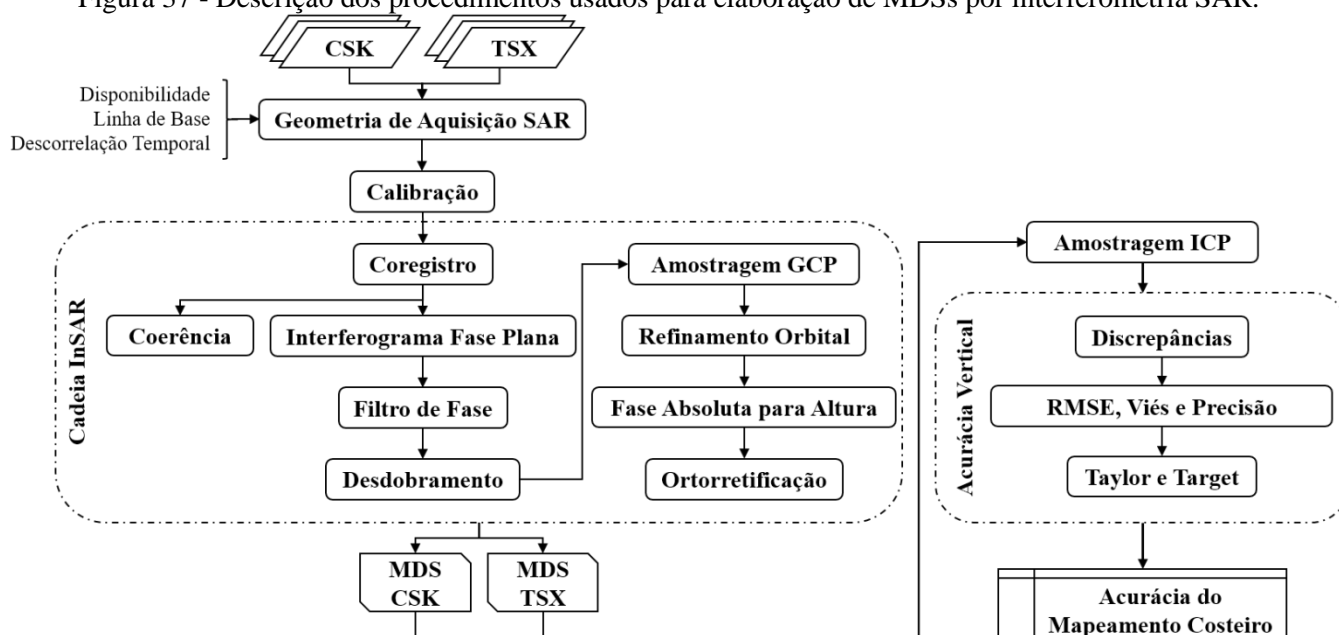 Figura 37 - Descrição dos procedimentos usados para elaboração de MDSs por interferometria SAR.
CSK
TSX
Disponibilidade
Linha de Base
Descorrelação Temporal
Geometria de Aquisição SAR
Calibração
Cadeia InSAR
Coregistro
Coerência
Interferograma Fase Plana
Filtro de Fase
Desdobramento
Amostragem GCP
Refinamento Orbital
Fase Absoluta para Altura
Ortorretificação
MDS
CSK
MDS
TSX
Amostragem ICP
Acurácia Vertical
Discrepâncias
RMSE, Viés e Precisão
Taylor e Target
Acurácia do
Mapeamento Costeiro